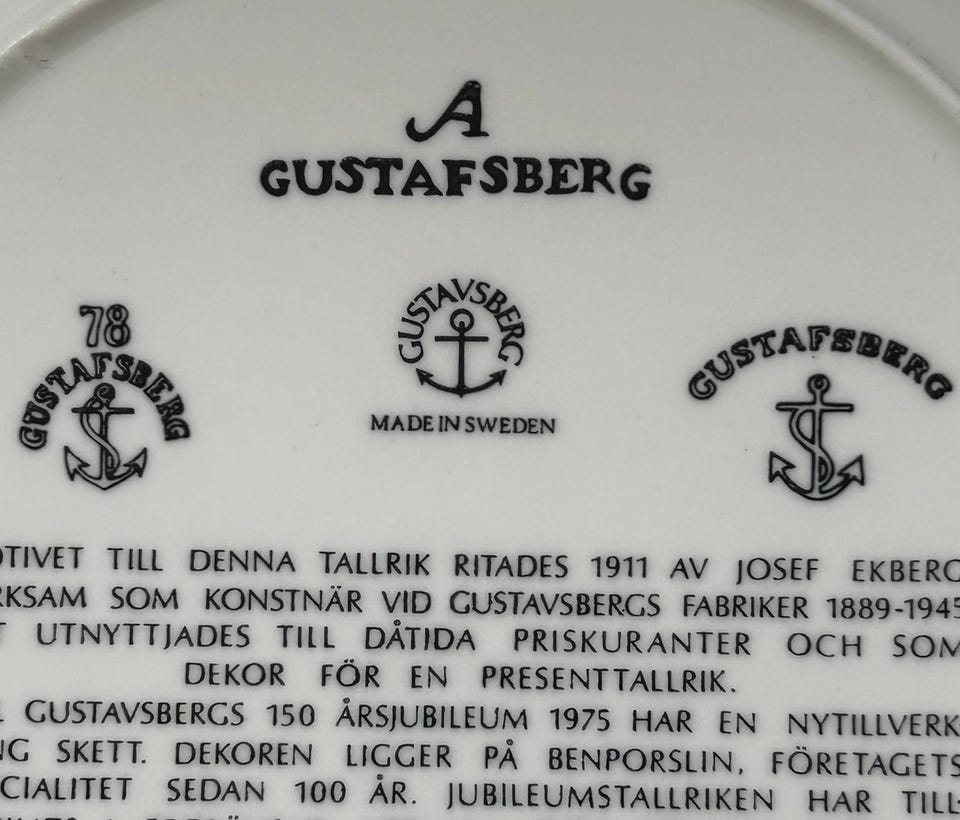 A
GUSTAFSBERG
78
GUSTAFSBERG
GUSTAVSBERG
MADE IN SWEDEN
GUSTAFSBERG
OTIVET TILL DENNA TALLRIK RITADES 1911 AV JOSEF EKBERG
RKSAM SOM KONSTNÄR VID GUSTAVSBERGS FABRIKER 1889-1945
T UTNYTTJADES TILL DÅTIDA PRISKURANTER OCH SOM
DEKOR FÖR EN PRESENTTALLRIK.
L GUSTAVSBERGS 150 ÅRSJUBILEUM 1975 HAR EN NYTILLVERK-
NG SKETT. DEKOREN LIGGER PÅ BENPORSLIN, FÖRETAGETS
CIALITET SEDAN 100 ÅR. JUBILEUMSTALLRIKEN HAR TILL-